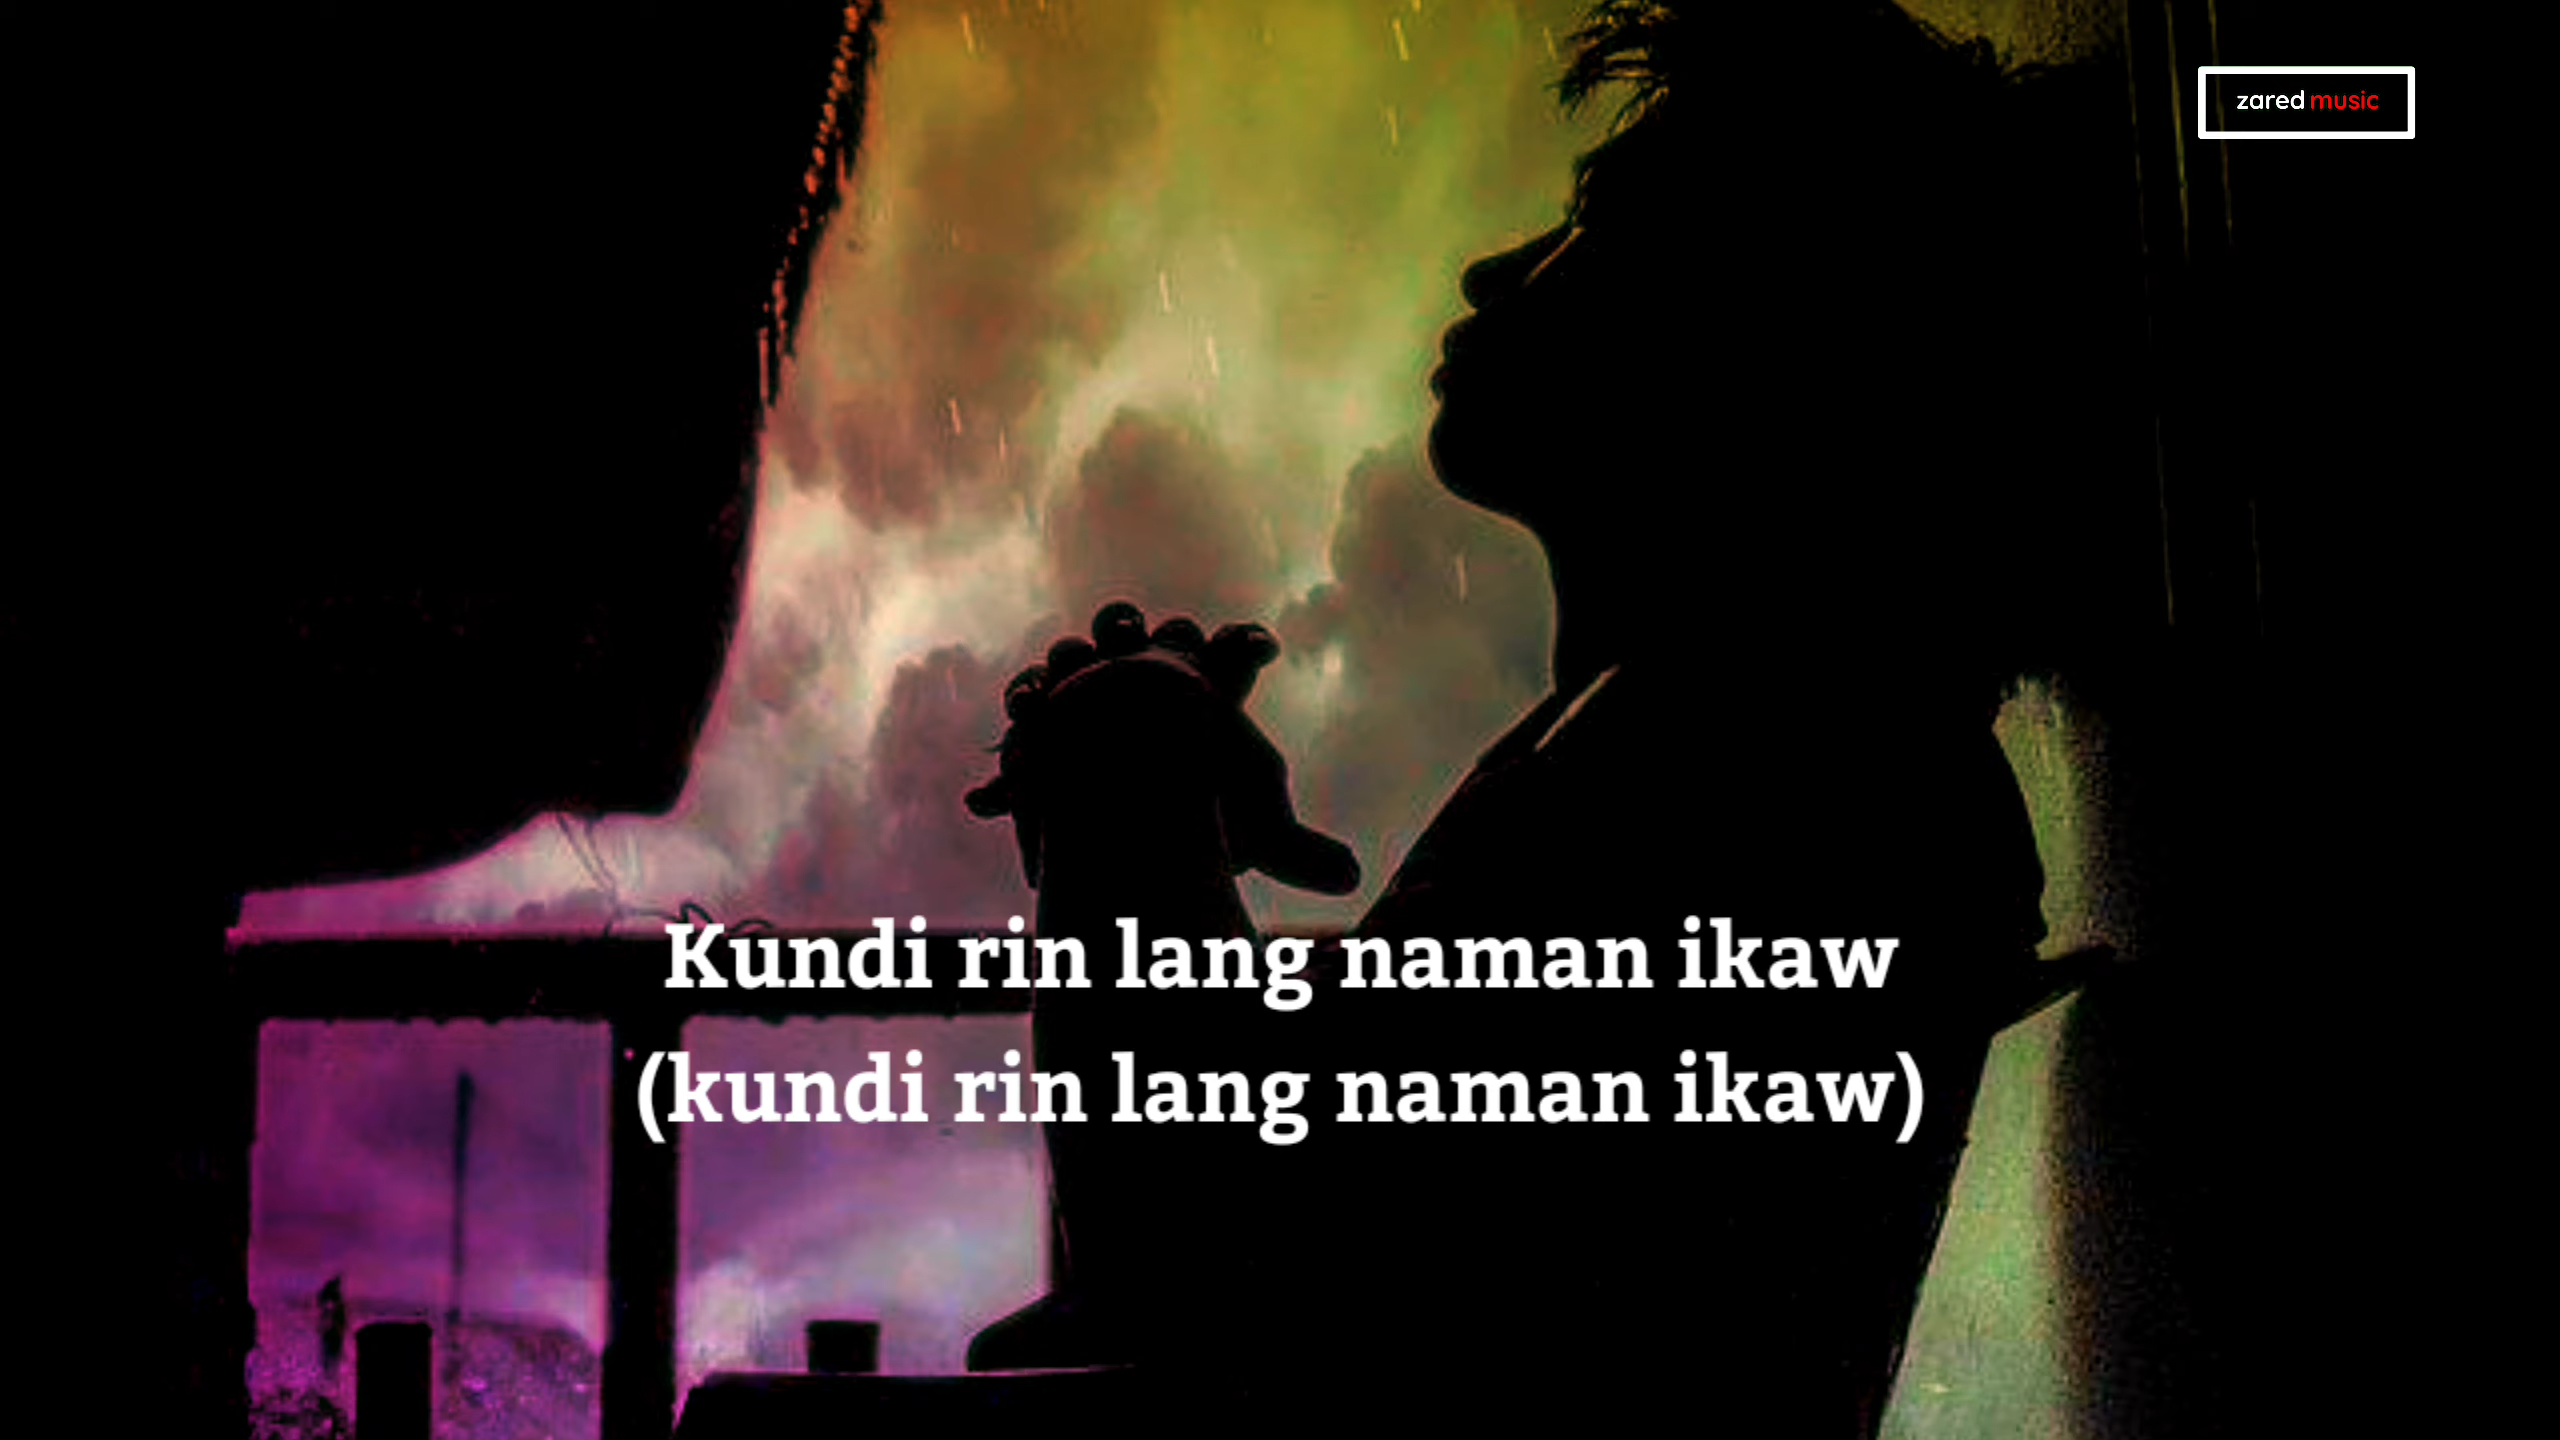 zared music
Kundi rin lang naman ikaw
(kundi rin lang naman ikaw)